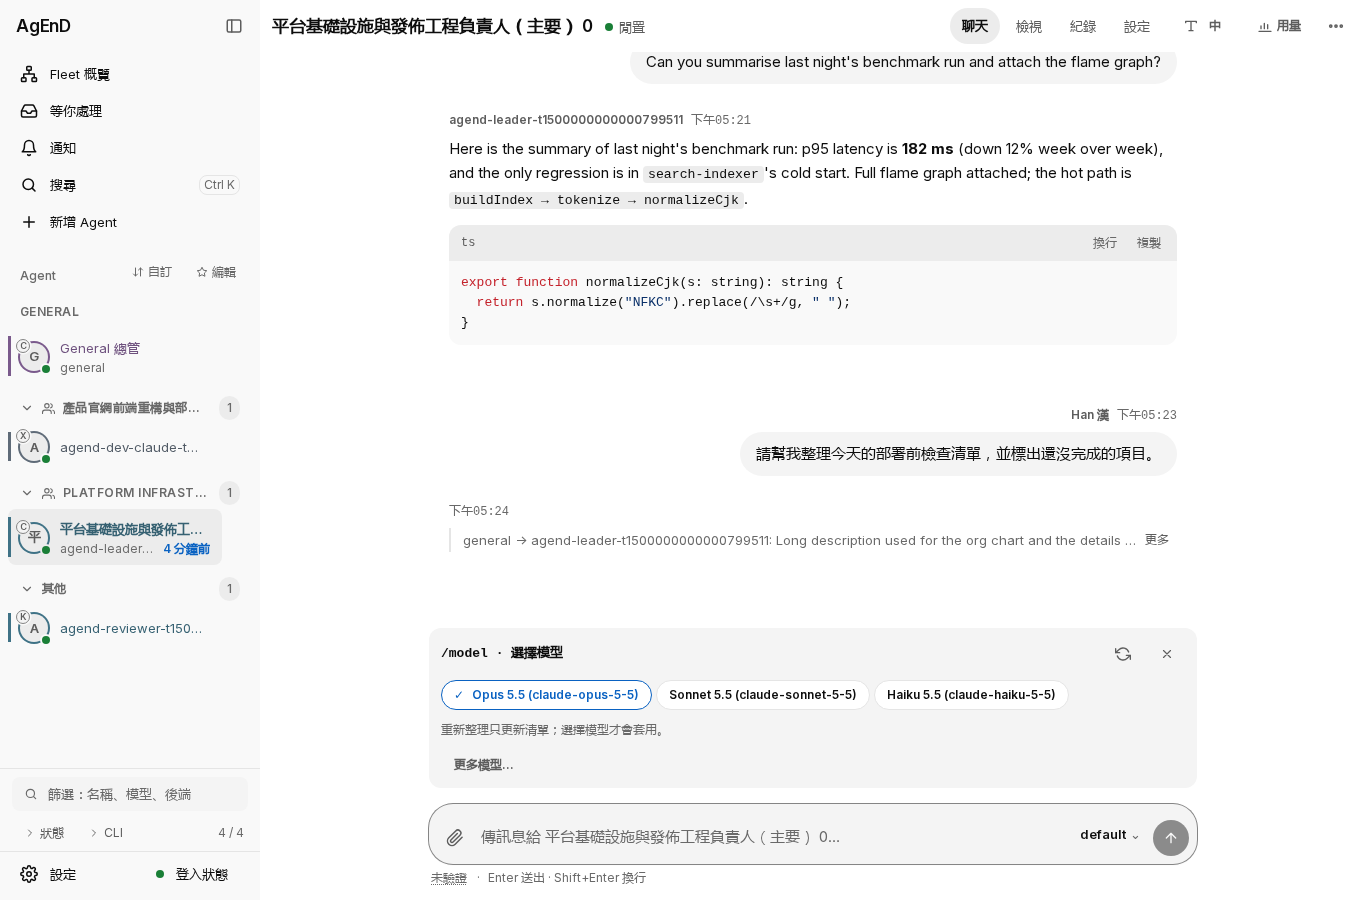 AgEnD
Fleet 概覽
等你處理
通知
搜尋 Ctrl K
新增 Agent
Agent 自訂 編輯
GENERAL
C G General 總管
general
產品官網前端重構與部… 1
X A agend-dev-claude-t…
PLATFORM INFRAST… 1
C 平 平台基礎設施與發佈工…
agend-leader… 4 分鐘前
其他 1
K A agend-reviewer-t150…
篩選：名稱、模型、後端
狀態 CLI 4 / 4
設定 登入狀態
平台基礎設施與發佈工程負責人（主要）0 閒置
聊天 檢視 紀錄 設定 中 用量
Can you summarise last night's benchmark run and attach the flame graph?
agend-leader-t1500000000000799511 下午05:21
Here is the summary of last night's benchmark run: p95 latency is 182 ms (down 12% week over week),
and the only regression is in search-indexer's cold start. Full flame graph attached; the hot path is
buildIndex → tokenize → normalizeCjk.
ts 換行 複製
export function normalizeCjk(s: string): string {
return s.normalize("NFKC").replace(/\s+/g, " ");
}
Han 漢 下午05:23
請幫我整理今天的部署前檢查清單，並標出還沒完成的項目。
下午05:24
general → agend-leader-t1500000000000799511: Long description used for the org chart and the details … 更多
/model · 選擇模型
✓ Opus 5.5 (claude-opus-5-5) Sonnet 5.5 (claude-sonnet-5-5) Haiku 5.5 (claude-haiku-5-5)
重新整理只更新清單；選擇模型才會套用。
更多模型…
傳訊息給 平台基礎設施與發佈工程負責人（主要）0… default
未驗證 · Enter 送出 · Shift+Enter 換行